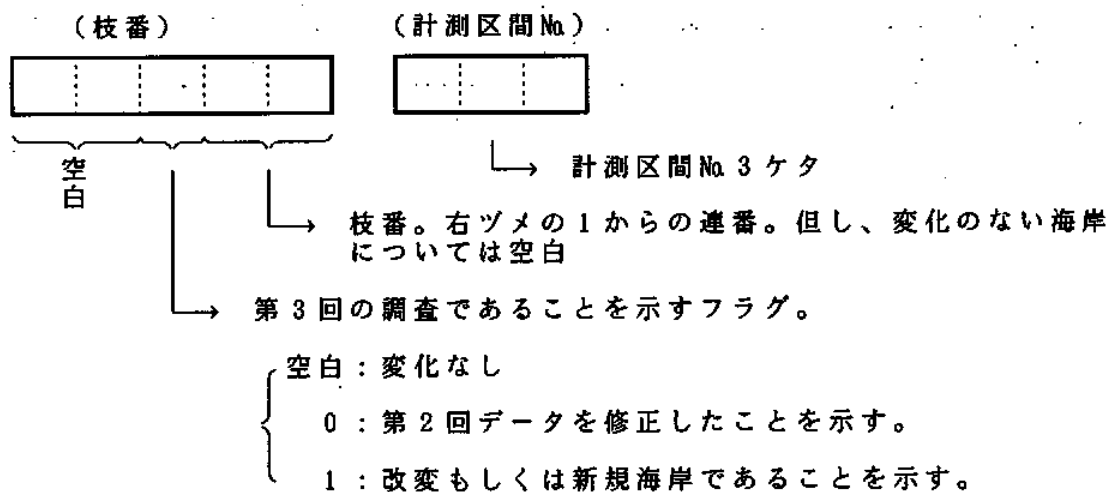 （枝番）　（計測区間№）
空白
計測区間№3ケタ
枝番。右ヅメの1からの連番。但し、変化のない海岸
については空白
第3回の調査であることを示すフラグ。
空白：変化なし
0：第2回データを修正したことを示す。
1：改変もしくは新規海岸であることを示す。